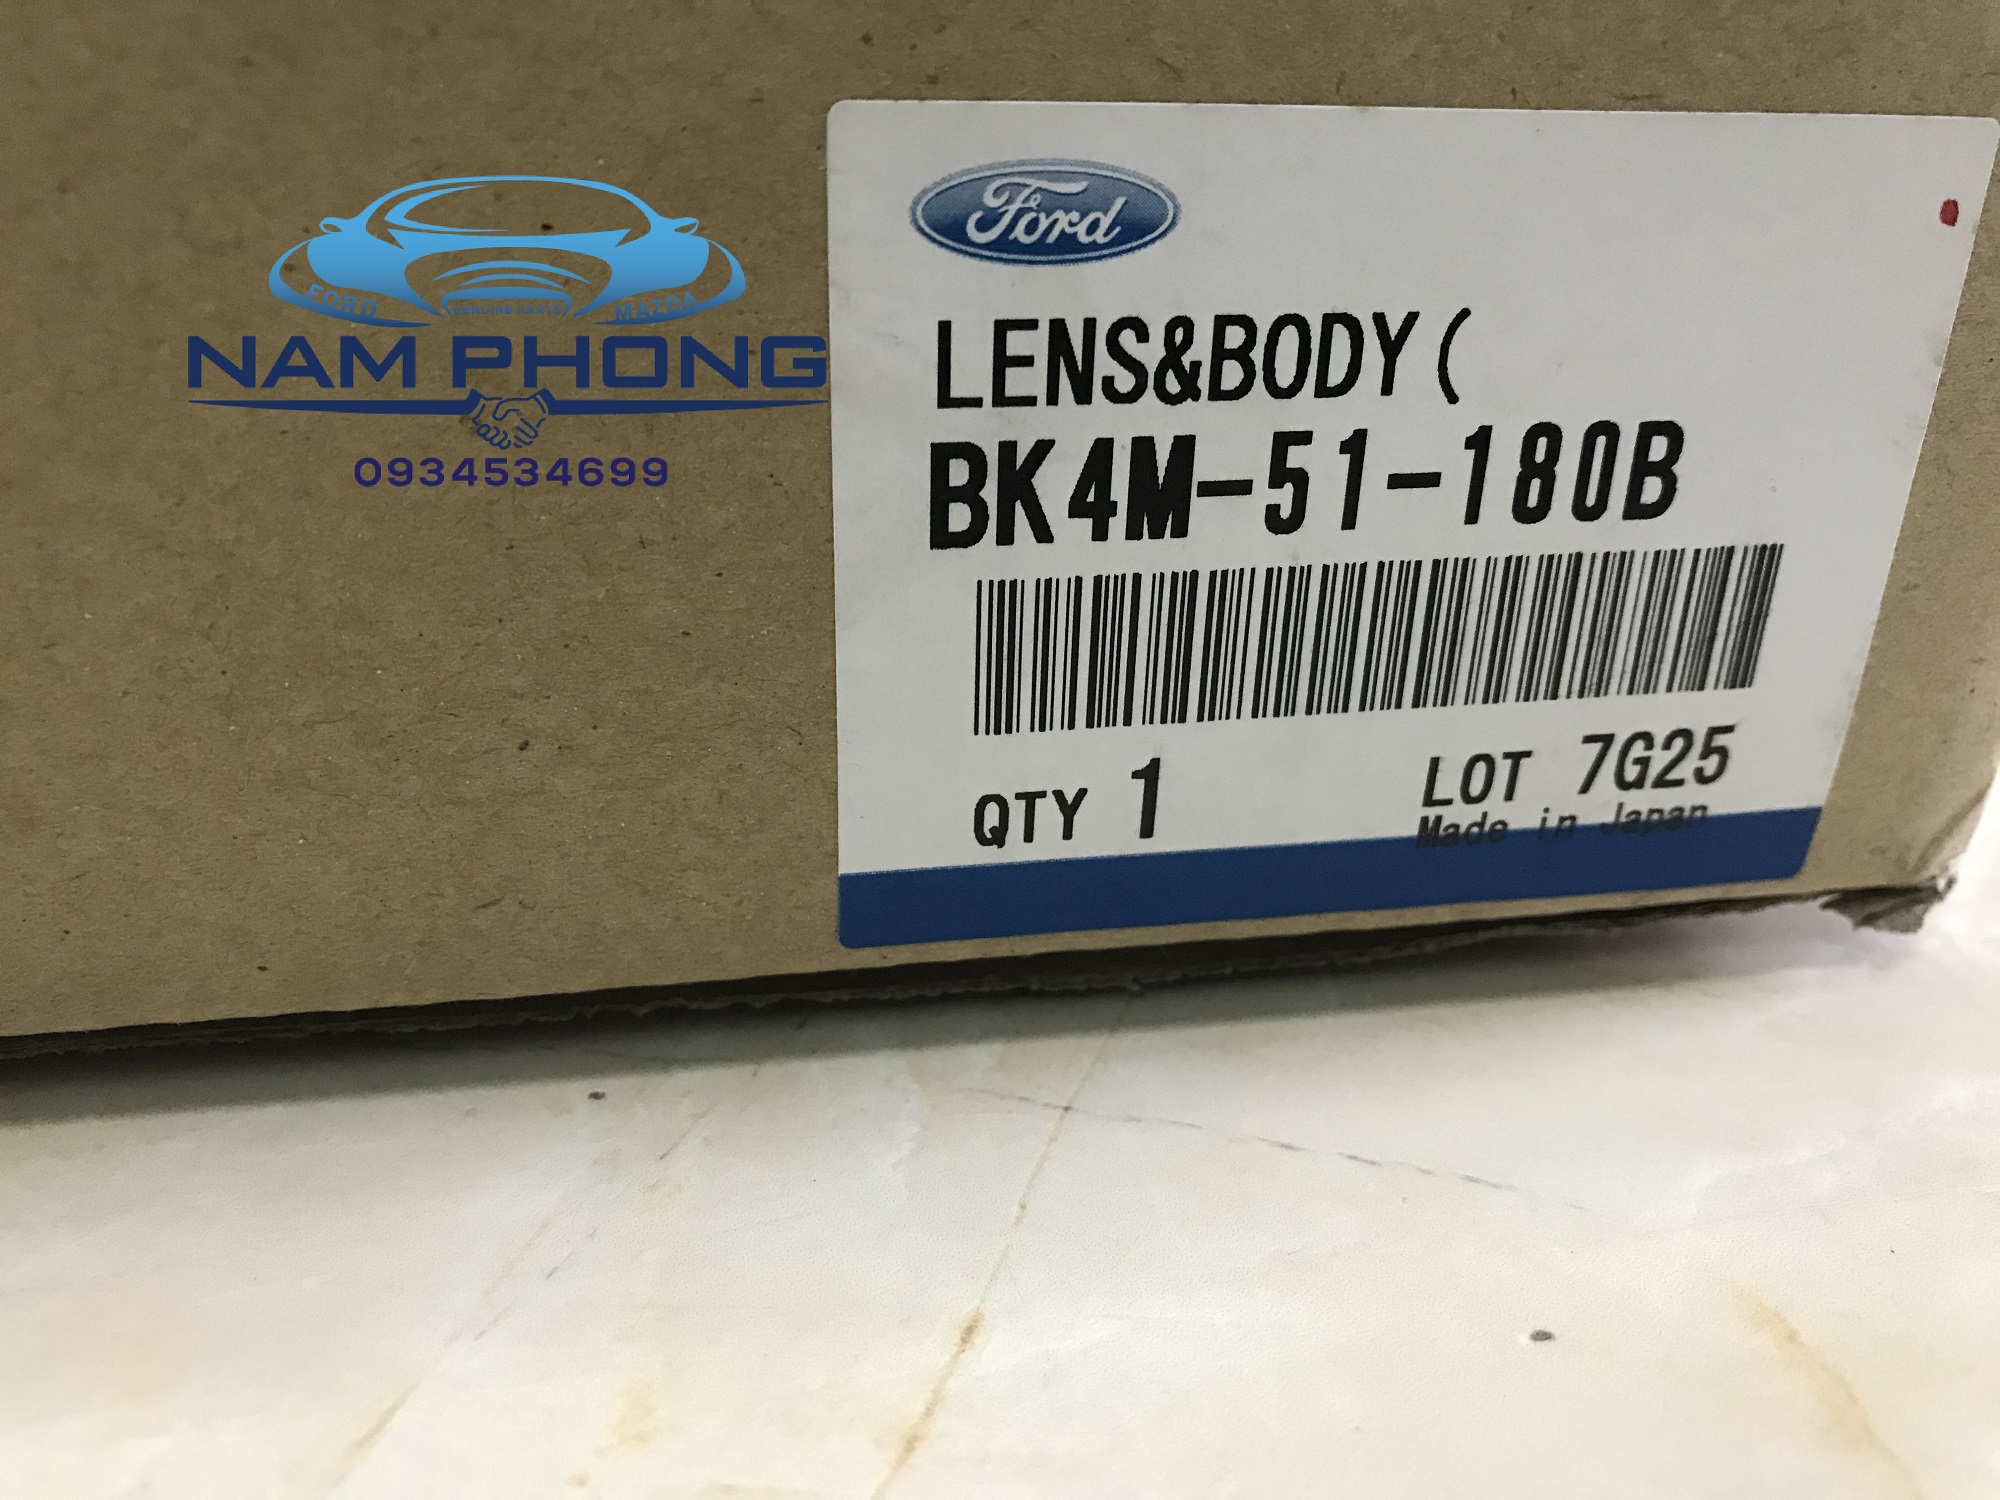 FORD
GENUINE PARTS
MAZDA
NAM PHONG
0934534699
Ford
LENS&BODY(
BK4M-51-180B
QTY 1
LOT 7G25
Made in Japan